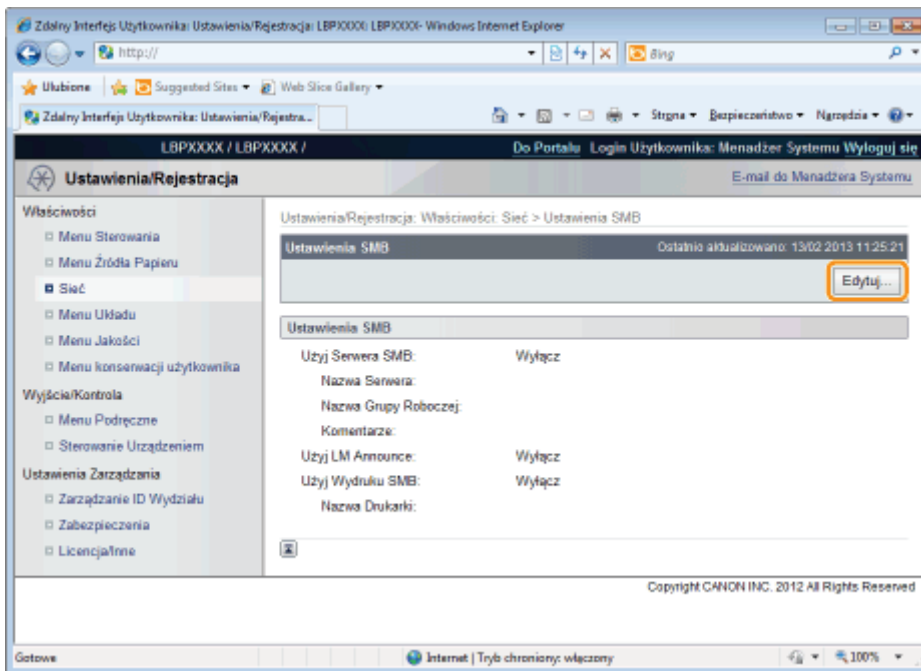 Zdalny Interfejs Użytkownika: Ustawienia/Rejestracja: LBPXXXX: LBPXXXX- Windows Internet Explorer
http://
Bing
Ulubione Suggested Sites Web Slice Gallery
Zdalny Interfejs Użytkownika: Ustawienia/Rejestra... Strona Bezpieczeństwo Narzędzia
LBPXXXX / LBPXXXX / Do Portalu Login Użytkownika: Menadżer Systemu Wyloguj się
Ustawienia/Rejestracja E-mail do Menadżera Systemu
Właściwości
Menu Sterowania
Menu Źródła Papieru
Sieć
Menu Układu
Menu Jakości
Menu konserwacji użytkownika
Wyjście/Kontrola
Menu Podręczne
Sterowanie Urządzeniem
Ustawienia Zarządzania
Zarządzanie ID Wydziału
Zabezpieczenia
Licencja/Inne
Ustawienia/Rejestracja: Właściwości: Sieć > Ustawienia SMB
Ustawienia SMB Ostatnio aktualizowano: 13/02 2013 11:25:21
Edytuj...
Ustawienia SMB
Użyj Serwera SMB: Wyłącz
Nazwa Serwera:
Nazwa Grupy Roboczej:
Komentarze:
Użyj LM Announce: Wyłącz
Użyj Wydruku SMB: Wyłącz
Nazwa Drukarki:
Copyright CANON INC. 2012 All Rights Reserved
Gotowe Internet | Tryb chroniony: włączony 100%